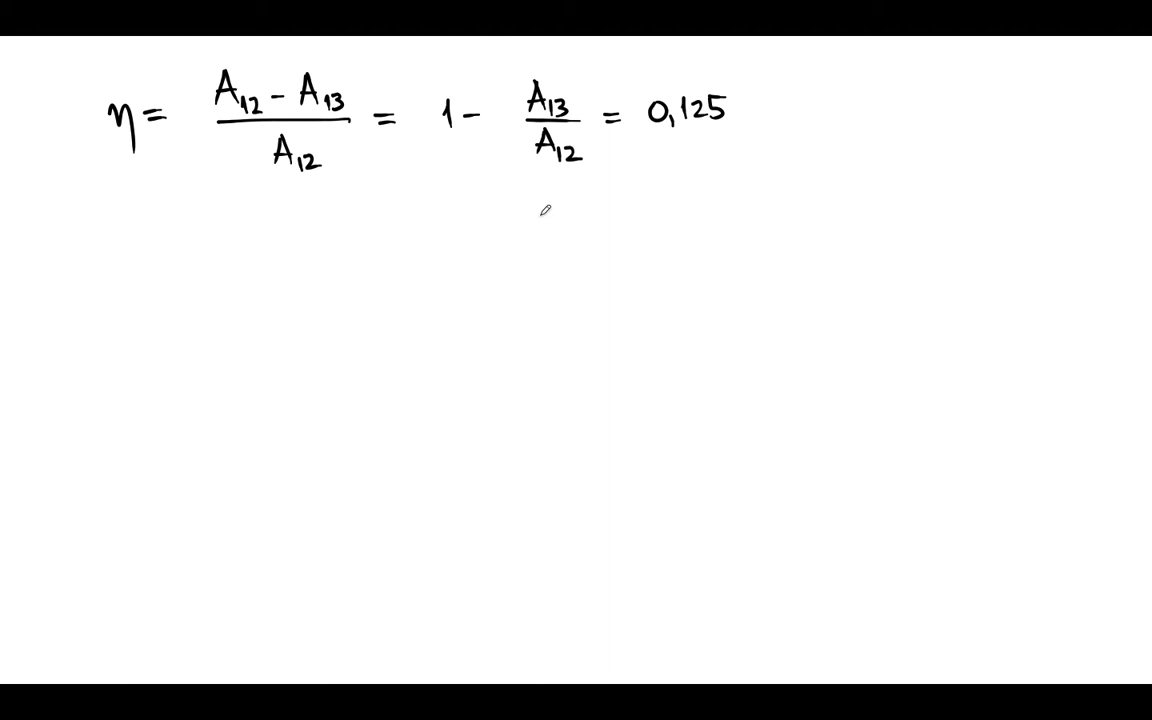 η = (A₁₂ - A₁₃) / A₁₂ = 1 - A₁₃ / A₁₂ = 0,125